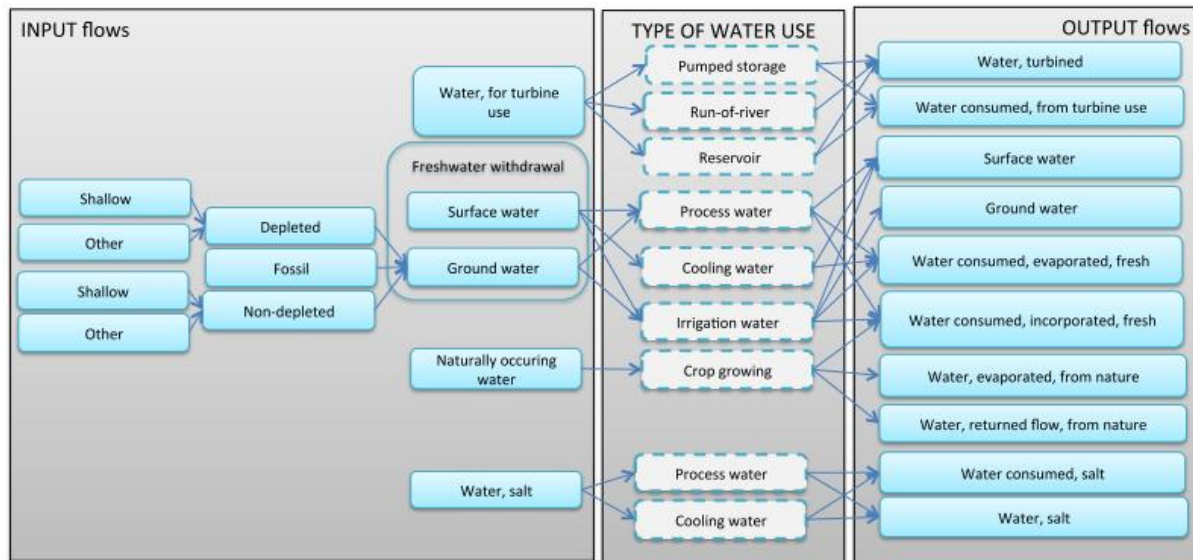 INPUT flows
Water, for turbine
use
Freshwater withdrawal
Shallow
Other
Shallow
Other
Depleted
Fossil
Non-depleted
Surface water
Ground water
Naturally occuring
water
Water, salt
TYPE OF WATER USE
Pumped storage
Run-of-river
Reservoir
Process water
Cooling water
Irrigation water
Crop growing
Process water
Cooling water
OUTPUT flows
Water, turbined
Water consumed, from turbine use
Surface water
Ground water
Water consumed, evaporated, fresh
Water consumed, incorporated, fresh
Water, evaporated, from nature
Water, returned flow, from nature
Water consumed, salt
Water, salt